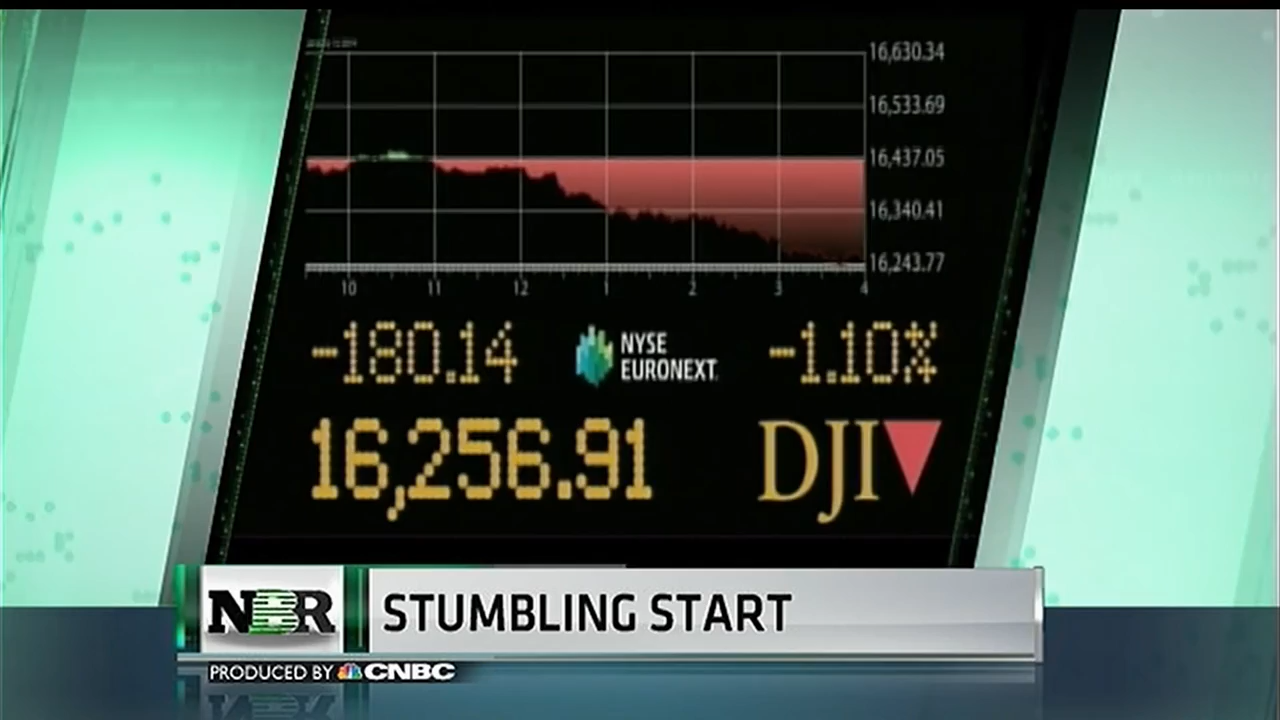 16,630.34
16,533.69
16,437.05
16,340.41
16,243.77
10 11 12 1 2 3 4
-180.14 NYSE EURONEXT. -1.10%
16,256.91 DJI
NBR STUMBLING START
PRODUCED BY CNBC